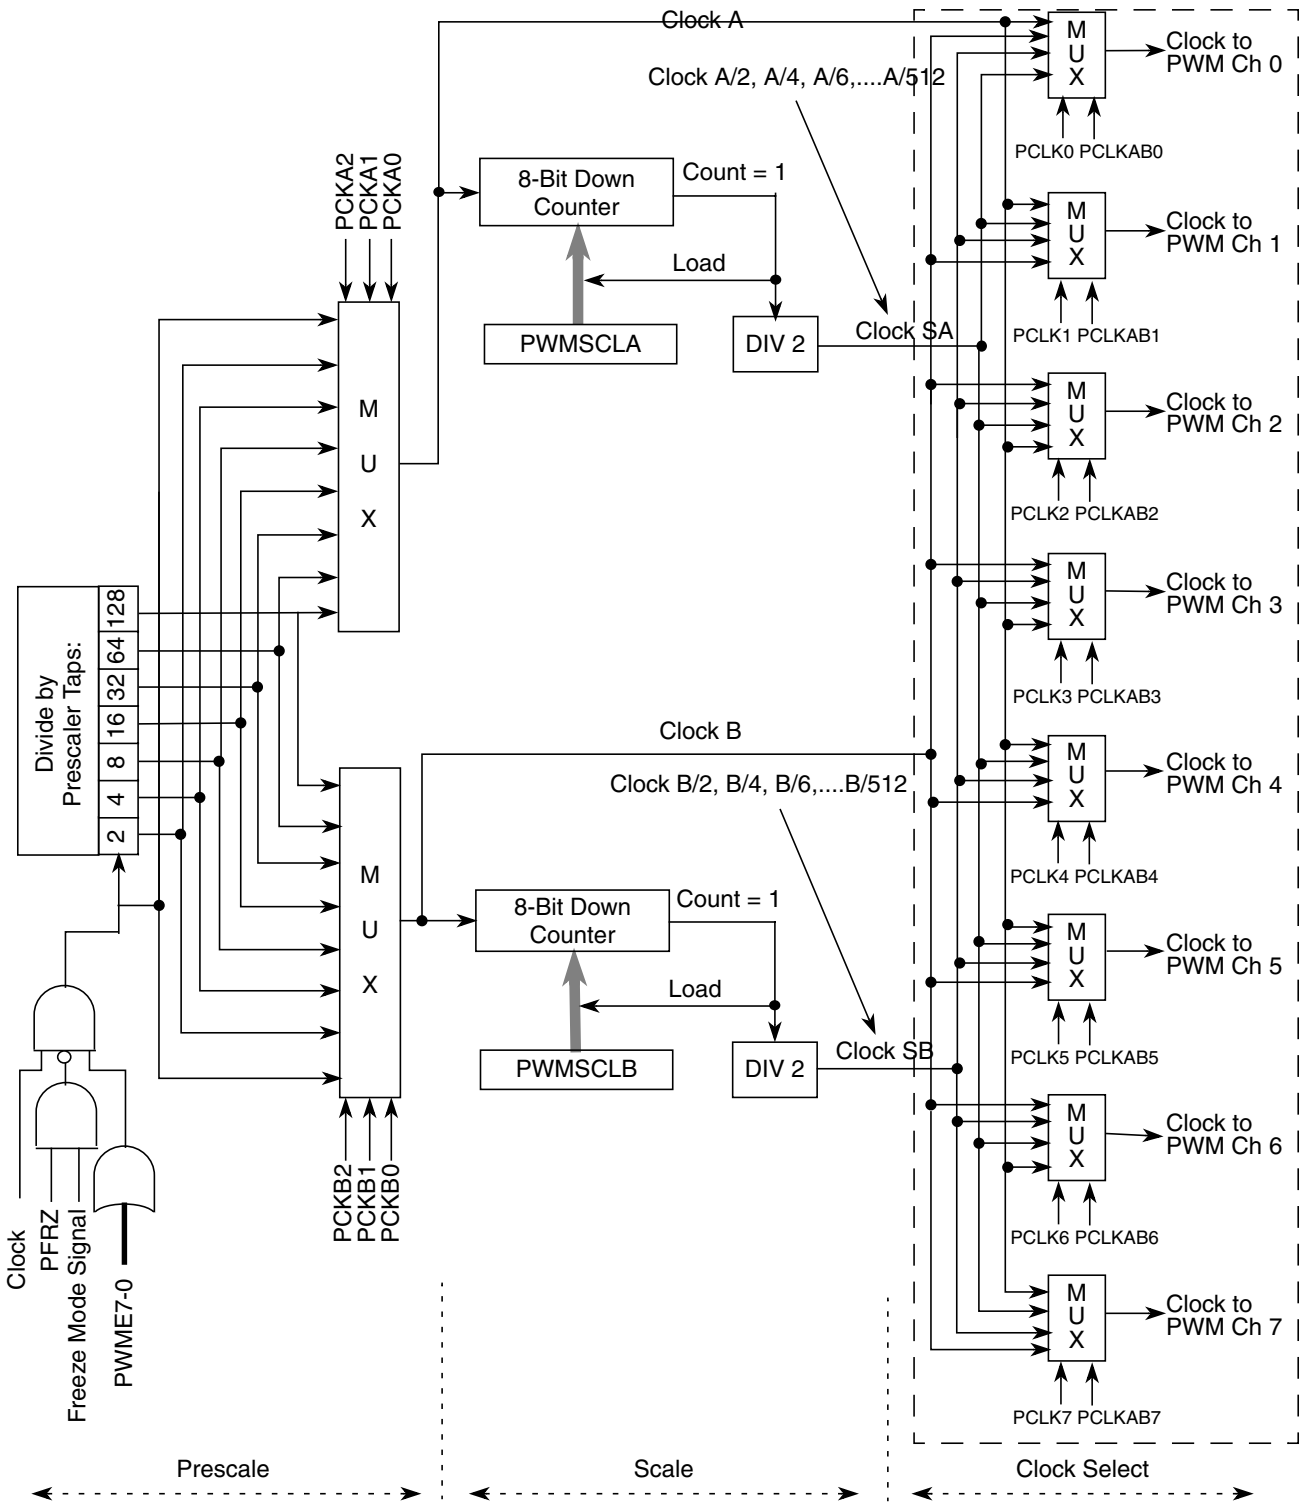 Clock A
Clock A/2, A/4, A/6,....A/512
PCKA2
PCKA1
PCKA0
8-Bit Down
Counter
Count = 1
Load
PWMSCLA
DIV 2
Clock SA
M
U
X
Divide by
Prescaler Taps:
128
64
32
16
8
4
2
Clock B
Clock B/2, B/4, B/6,....B/512
M
U
X
8-Bit Down
Counter
Count = 1
Load
PWMSCLB
DIV 2
Clock SB
PCKB2
PCKB1
PCKB0
Clock
PFRZ
Freeze Mode Signal
PWME7-0
M
U
X
Clock to
PWM Ch 0
PCLK0 PCLKAB0
M
U
X
Clock to
PWM Ch 1
PCLK1 PCLKAB1
M
U
X
Clock to
PWM Ch 2
PCLK2 PCLKAB2
M
U
X
Clock to
PWM Ch 3
PCLK3 PCLKAB3
M
U
X
Clock to
PWM Ch 4
PCLK4 PCLKAB4
M
U
X
Clock to
PWM Ch 5
PCLK5 PCLKAB5
M
U
X
Clock to
PWM Ch 6
PCLK6 PCLKAB6
M
U
X
Clock to
PWM Ch 7
PCLK7 PCLKAB7
Prescale
Scale
Clock Select